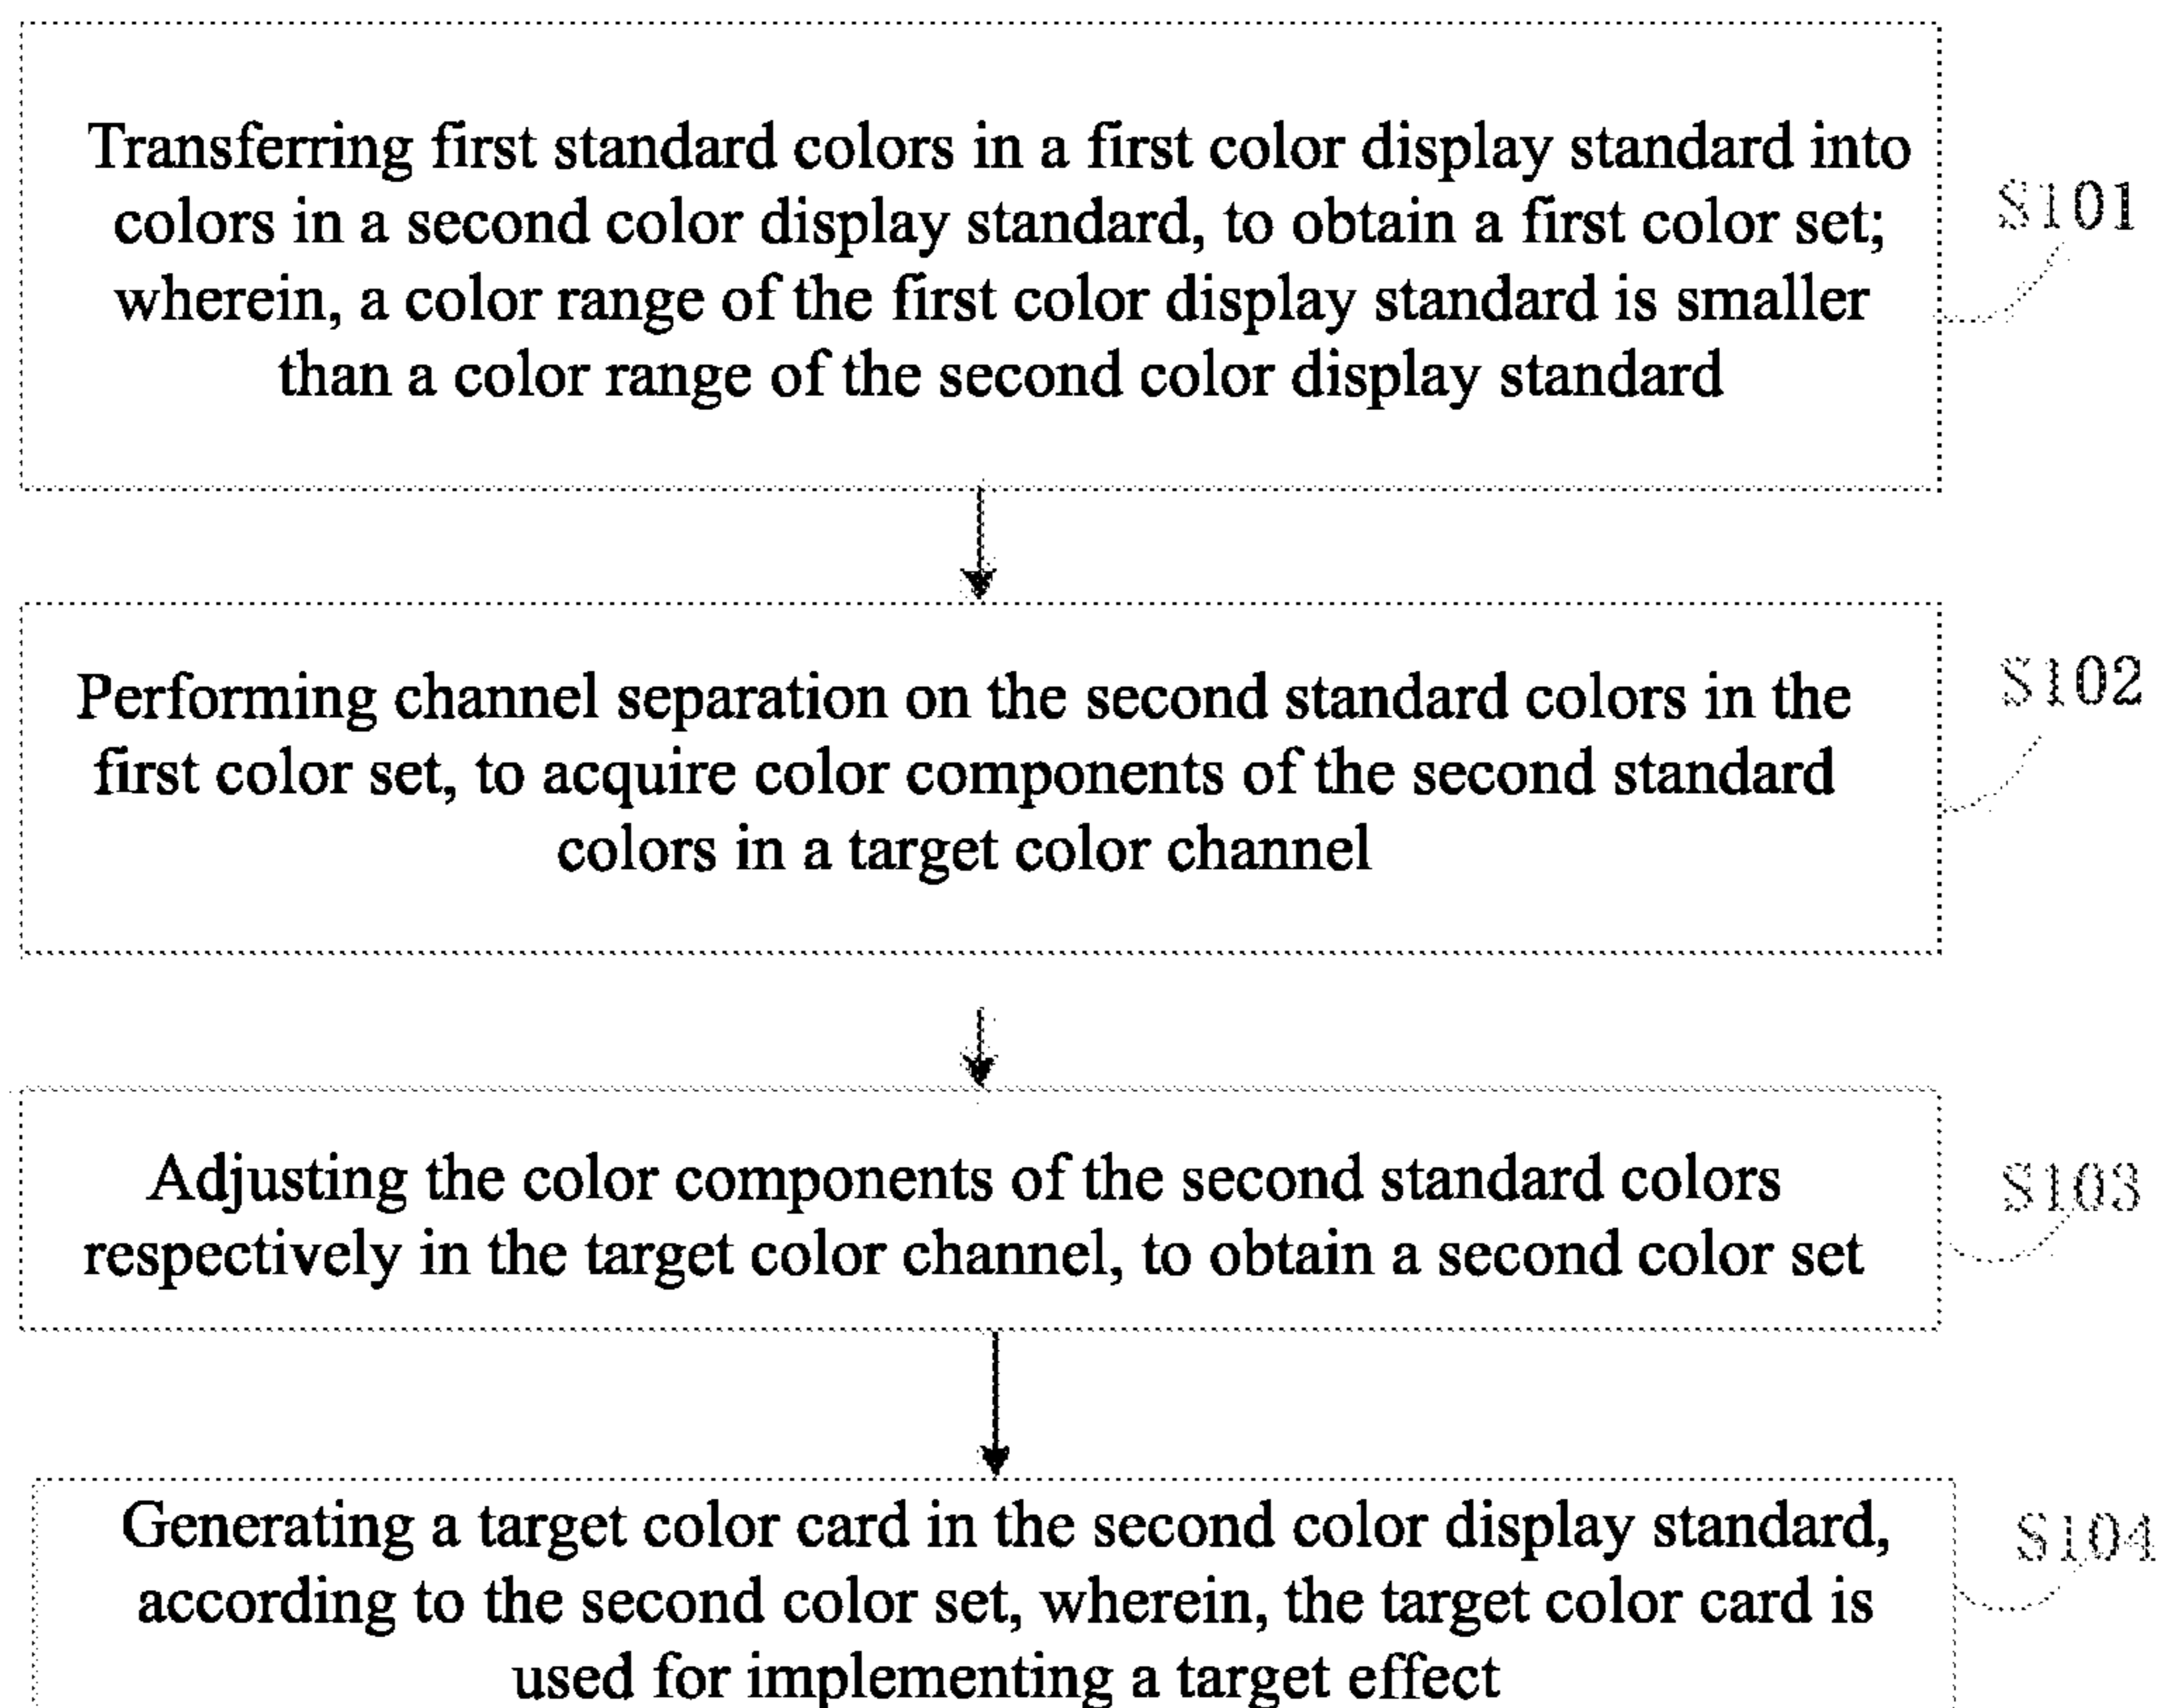 Transferring first standard colors in a first color display standard into
colors in a second color display standard, to obtain a first color set;
wherein, a color range of the first color display standard is smaller
than a color range of the second color display standard
S101
Performing channel separation on the second standard colors in the
first color set, to acquire color components of the second standard
colors in a target color channel
S102
Adjusting the color components of the second standard colors
respectively in the target color channel, to obtain a second color set
S103
Generating a target color card in the second color display standard,
according to the second color set, wherein, the target color card is
used for implementing a target effect
S104